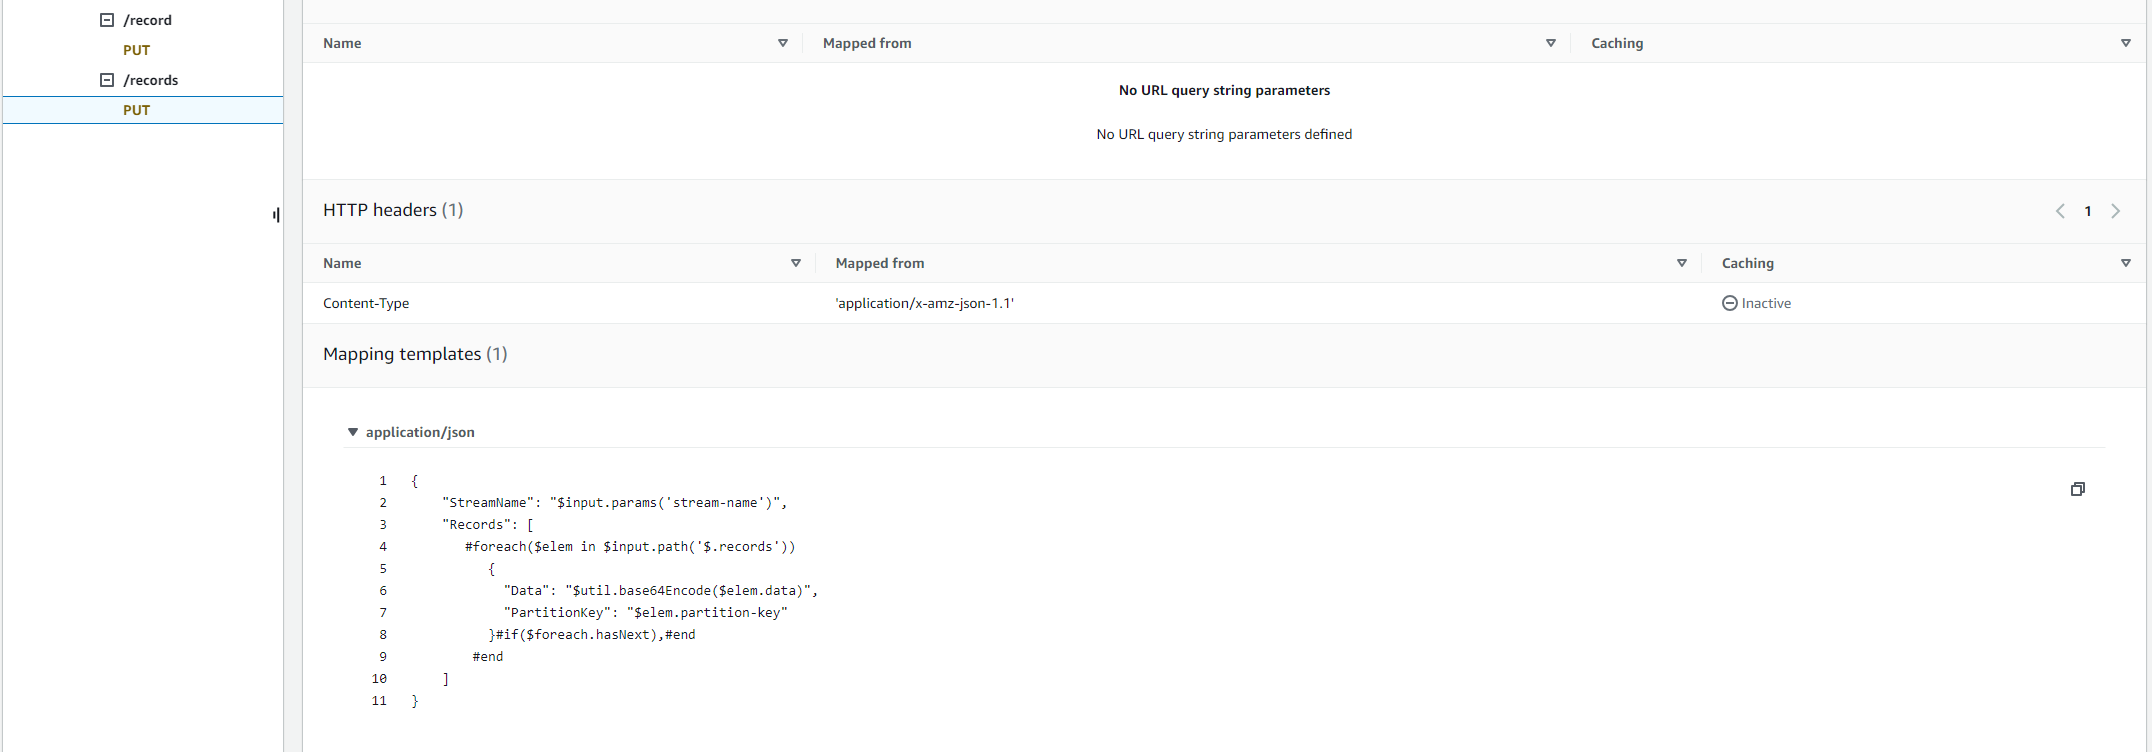 /record
PUT
/records
PUT
Name Mapped from Caching
No URL query string parameters
No URL query string parameters defined
HTTP headers (1) 1
Name Mapped from Caching
Content-Type 'application/x-amz-json-1.1' Inactive
Mapping templates (1)
application/json
1 {
2 "StreamName": "$input.params('stream-name')",
3 "Records": [
4 #foreach($elem in $input.path('$.records'))
5 {
6 "Data": "$util.base64Encode($elem.data)",
7 "PartitionKey": "$elem.partition-key"
8 }#if($foreach.hasNext),#end
9 #end
10 ]
11 }